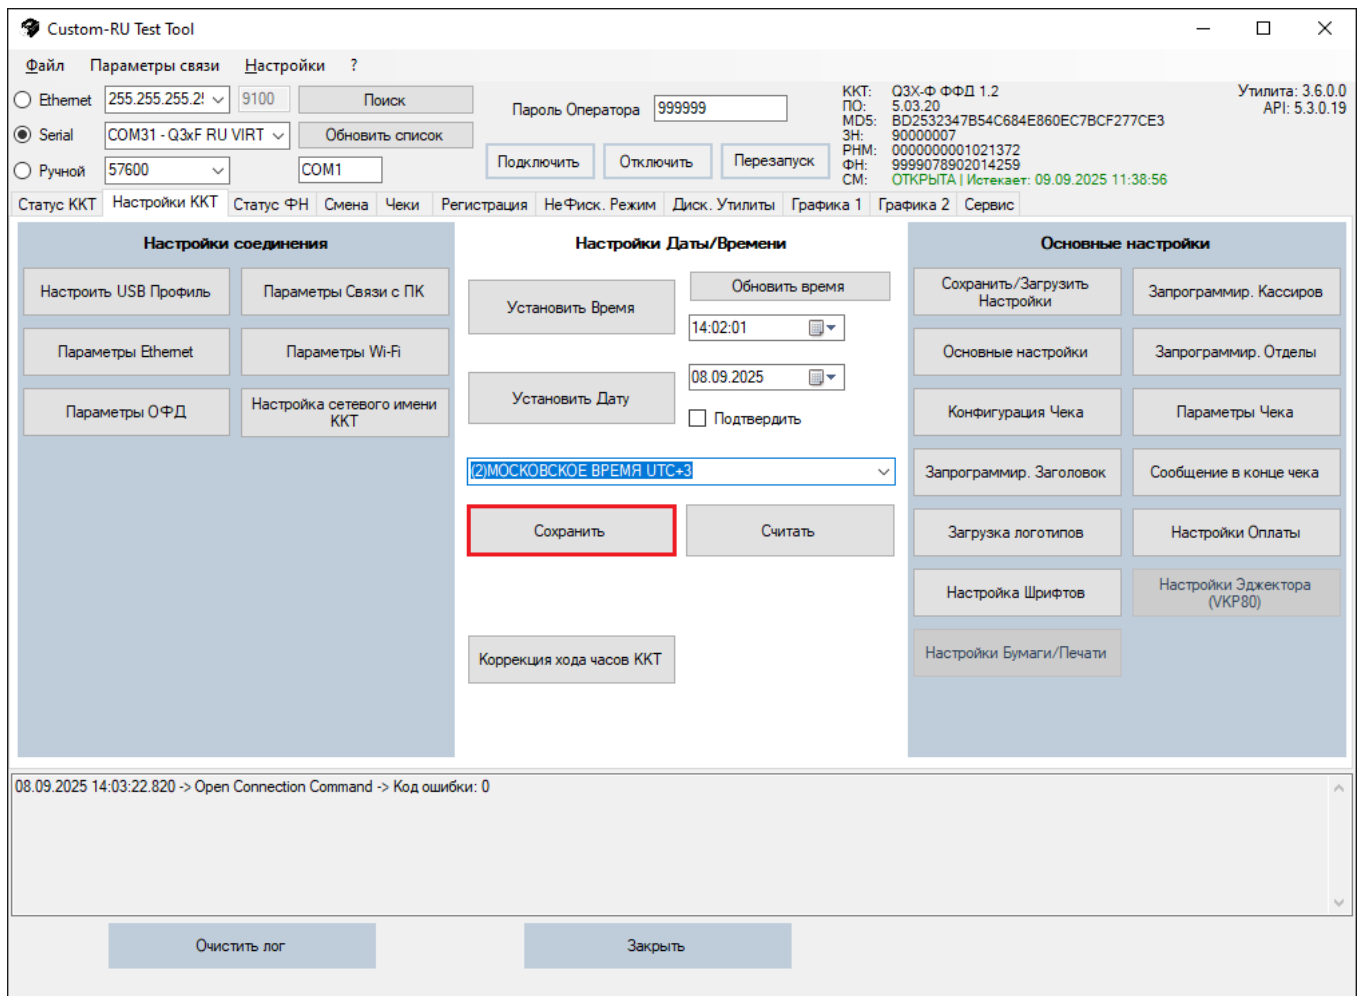 Custom-RU Test Tool
Файл Параметры связи Настройки ?
Ethernet 255.255.255.2! 9100 Поиск
Serial COM31 - Q3xF RU VIRT Обновить список
Ручной 57600 COM1
Пароль Оператора 999999
Подключить Отключить Перезапуск
ККТ: Q3X-Ф ФФД 1.2
ПО: 5.03.20
MD5: BD2532347B54C684E860EC7BCF277CE3
ЗН: 90000007
РНМ: 0000000001021372
ФН: 9999078902014259
СМ: ОТКРЫТА | Истекает: 09.09.2025 11:38:56
Утилита: 3.6.0.0
API: 5.3.0.19
Статус ККТ Настройки ККТ Статус ФН Смена Чеки Регистрация НеФиск. Режим Диск. Утилиты Графика 1 Графика 2 Сервис
Настройки соединения
Настроить USB Профиль Параметры Связи с ПК
Параметры Ethernet Параметры Wi-Fi
Параметры ОФД Настройка сетевого имени
ККТ
Настройки Даты/Времени
Установить Время Обновить время
14:02:01
Установить Дату 08.09.2025
Подтвердить
(2)МОСКОВСКОЕ ВРЕМЯ UTC+3
Сохранить Считать
Коррекция хода часов ККТ
Основные настройки
Сохранить/Загрузить
Настройки
Запрограммир. Кассиров
Основные настройки Запрограммир. Отделы
Конфигурация Чека Параметры Чека
Запрограммир. Заголовок Сообщение в конце чека
Загрузка логотипов Настройки Оплаты
Настройка Шрифтов Настройки Эджектора
(VKP80)
Настройки Бумаги/Печати
08.09.2025 14:03:22.820 -> Open Connection Command -> Код ошибки: 0
Очистить лог Закрыть